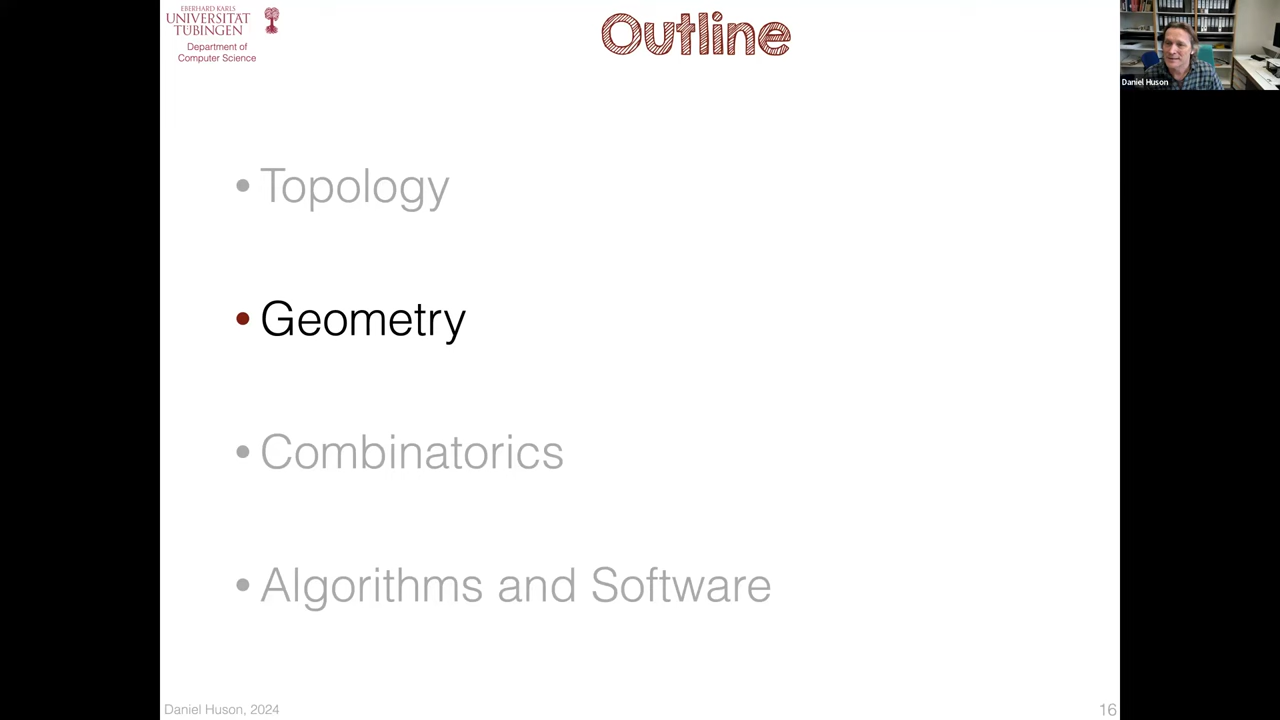 EBERHARD KARLS
UNIVERSITÄT
TÜBINGEN
Department of
Computer Science
Outline
Daniel Huson
• Topology
• Geometry
• Combinatorics
• Algorithms and Software
Daniel Huson, 2024
16